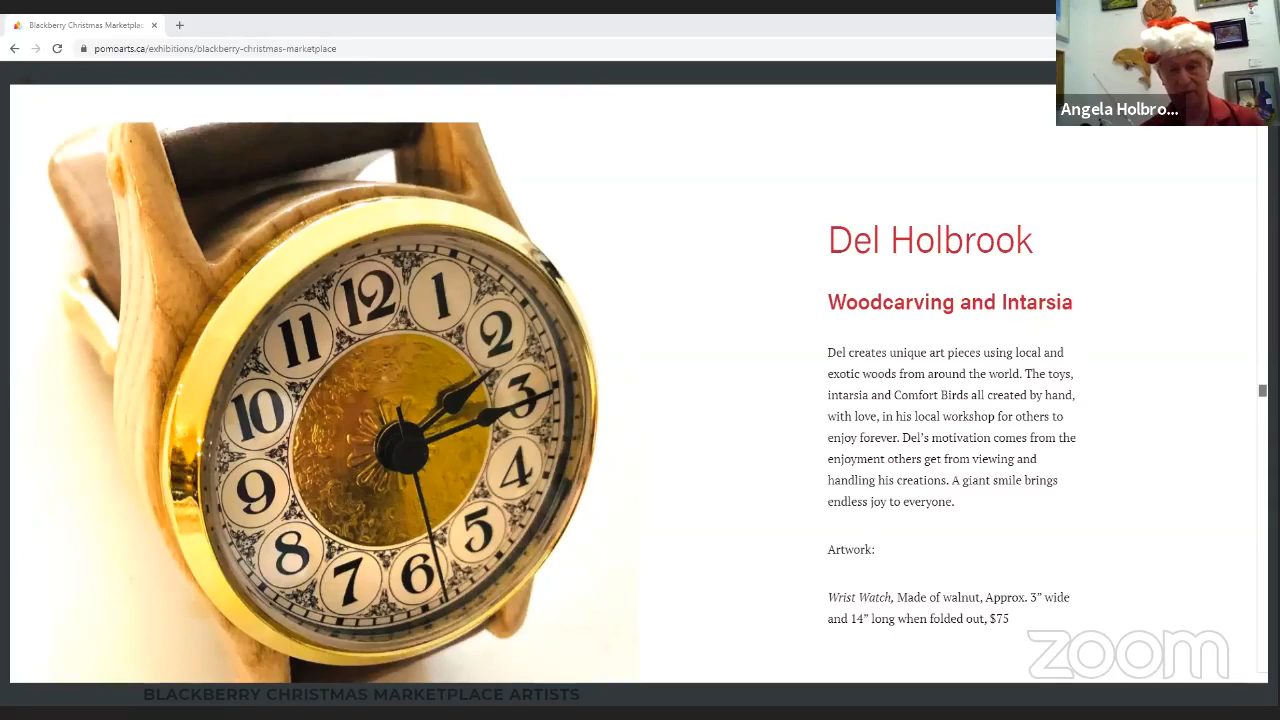 Blackberry Christmas Marketplac
pomoarts.ca/exhibitions/blackberry-christmas-marketplace
Angela Holbro...
12
1
2
3
4
5
6
7
8
9
10
11
Del Holbrook
Woodcarving and Intarsia
Del creates unique art pieces using local and
exotic woods from around the world. The toys,
intarsia and Comfort Birds all created by hand,
with love, in his local workshop for others to
enjoy forever. Del’s motivation comes from the
enjoyment others get from viewing and
handling his creations. A giant smile brings
endless joy to everyone.
Artwork:
Wrist Watch, Made of walnut, Approx. 3” wide
and 14” long when folded out, $75
zoom
BLACKBERRY CHRISTMAS MARKETPLACE ARTISTS